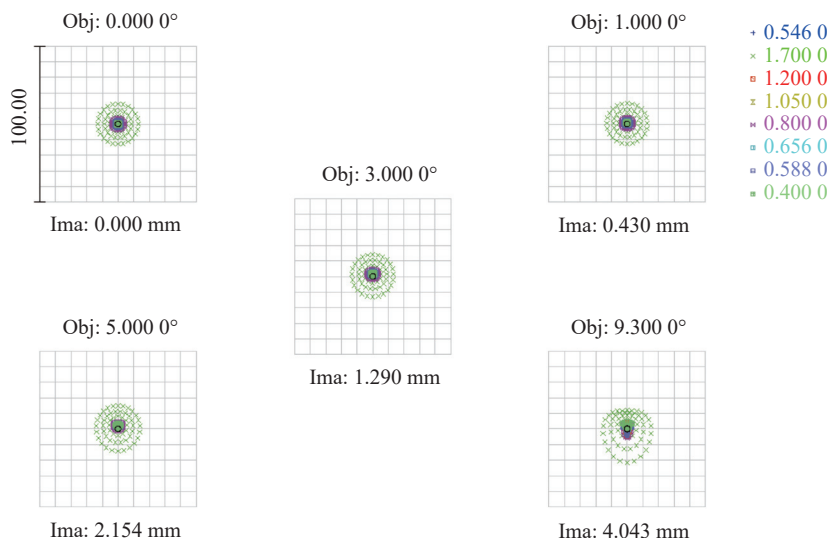 Obj: 0.000 0°
Obj: 1.000 0°
0.546 0
1.700 0
1.200 0
1.050 0
0.800 0
0.656 0
0.588 0
0.400 0
100.00
Ima: 0.000 mm
Ima: 0.430 mm
Obj: 3.000 0°
Ima: 1.290 mm
Obj: 5.000 0°
Obj: 9.300 0°
Ima: 2.154 mm
Ima: 4.043 mm